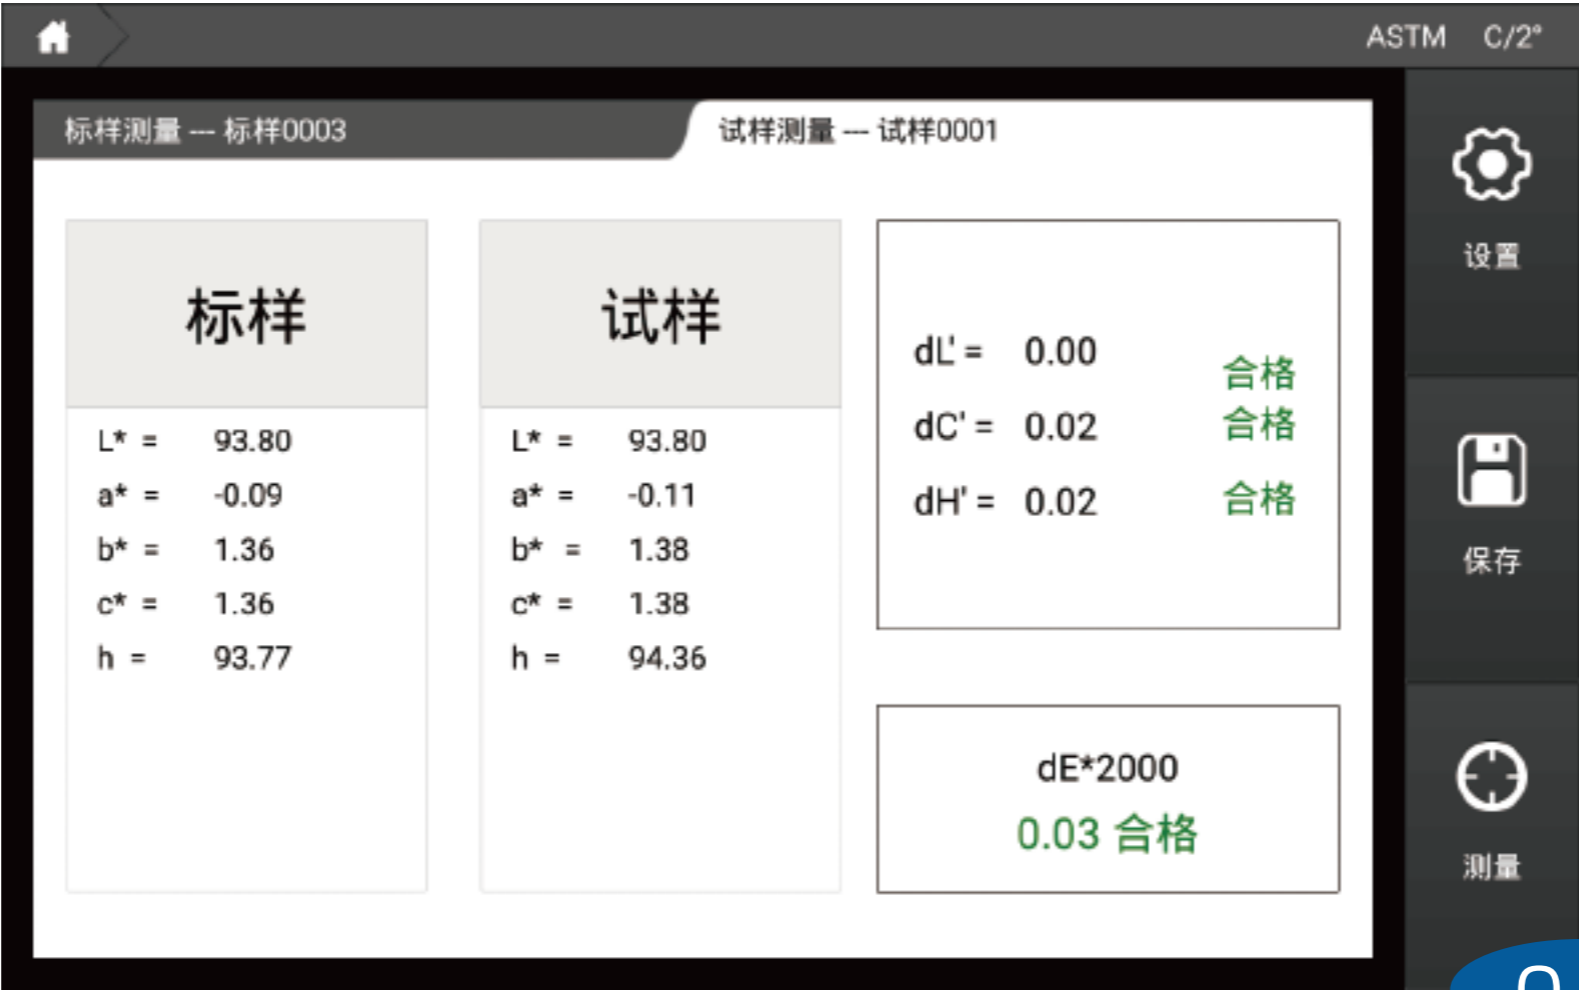 ASTM C/2°
标样测量 --- 标样0003
试样测量 --- 试样0001
标样
L* = 93.80
a* = -0.09
b* = 1.36
c* = 1.36
h = 93.77
试样
L* = 93.80
a* = -0.11
b* = 1.38
c* = 1.38
h = 94.36
dL' = 0.00 合格
dC' = 0.02 合格
dH' = 0.02 合格
dE*2000
0.03 合格
设置
保存
测量